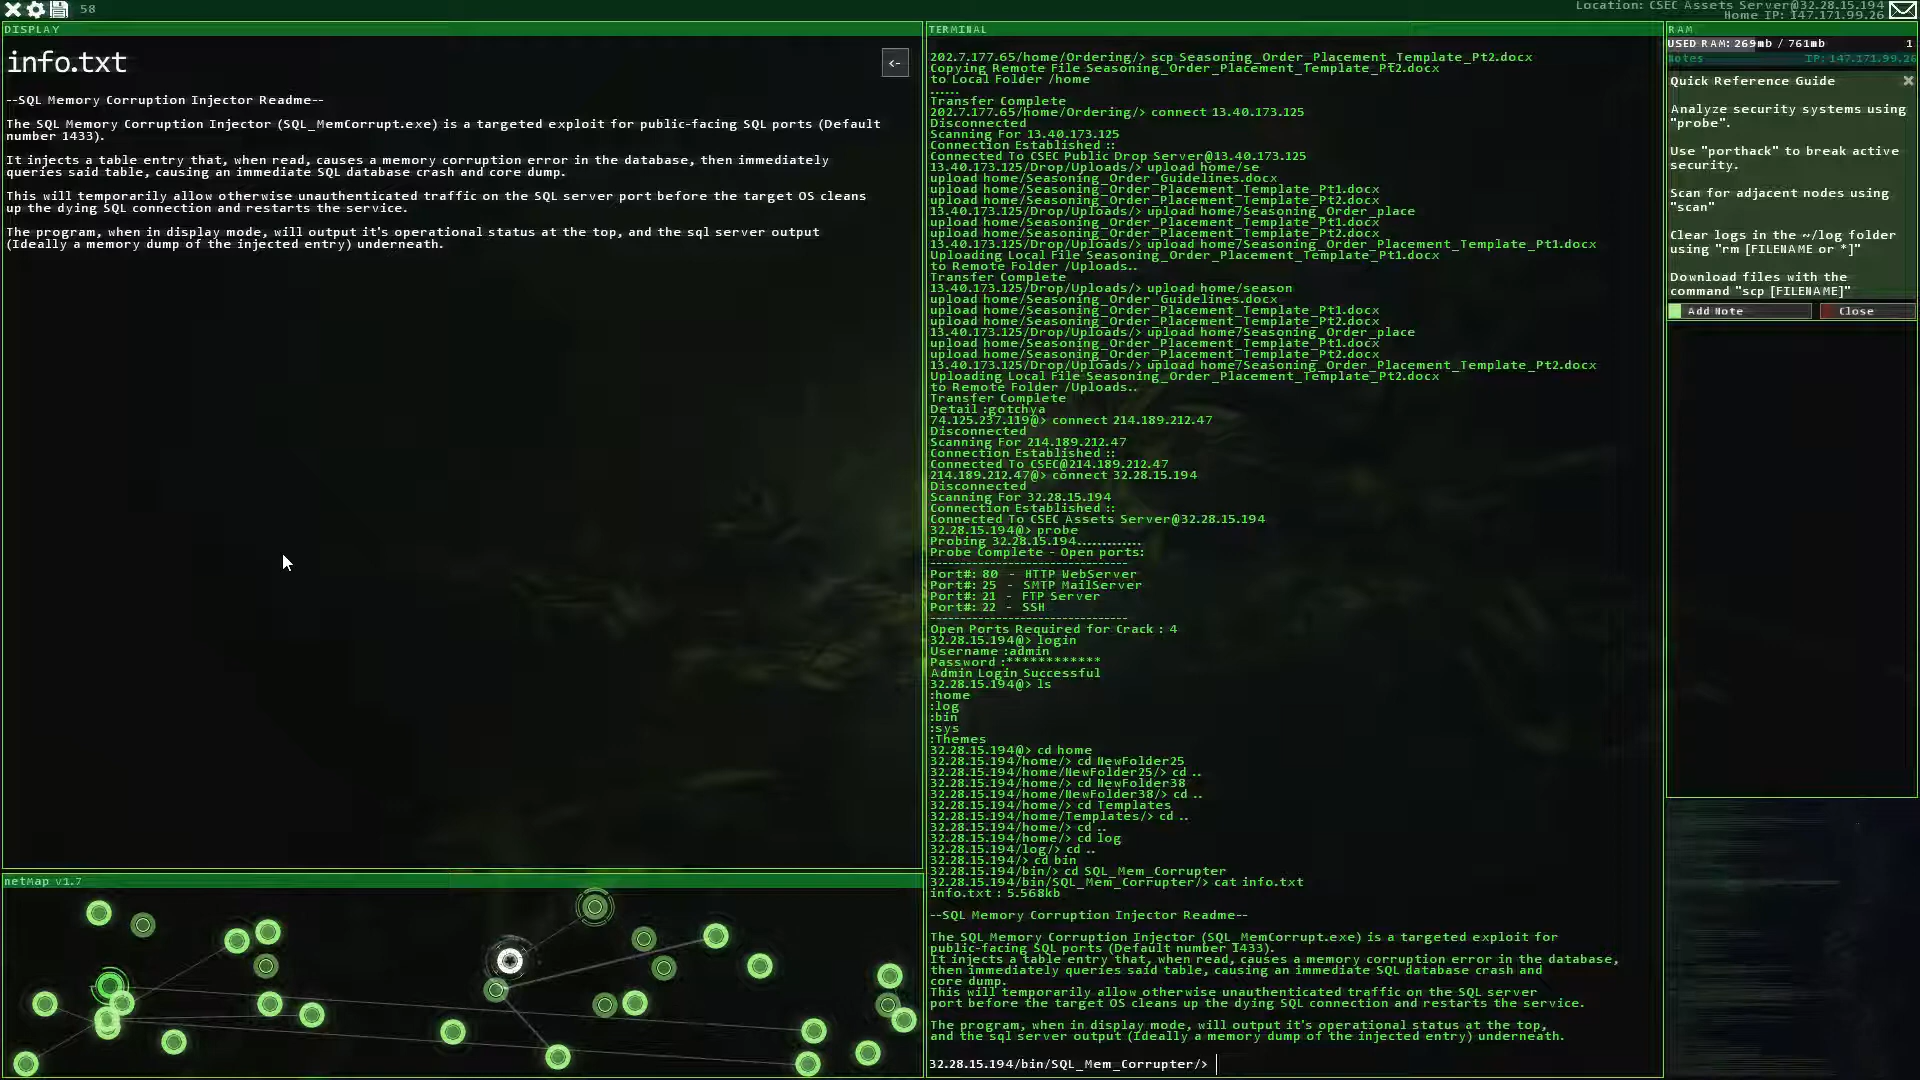 58
Location: CSEC Assets Server@32.28.15.194
Home IP: 147.171.99.26
DISPLAY
info.txt
<-
--SQL Memory Corruption Injector Readme--
The SQL Memory Corruption Injector (SQL_MemCorrupt.exe) is a targeted exploit for public-facing SQL ports (Default
number 1433).
It injects a table entry that, when read, causes a memory corruption error in the database, then immediately
queries said table, causing an immediate SQL database crash and core dump.
This will temporarily allow otherwise unauthenticated traffic on the SQL server port before the target OS cleans
up the dying SQL connection and restarts the service.
The program, when in display mode, will output it's operational status at the top, and the sql server output
(Ideally a memory dump of the injected entry) underneath.
netMap v1.7
TERMINAL
202.7.177.65/home/Ordering/> scp Seasoning_Order_Placement_Template_Pt2.docx
Copying Remote File Seasoning_Order_Placement_Template_Pt2.docx
to Local Folder /home
......
Transfer Complete
202.7.177.65/home/Ordering/> connect 13.40.173.125
Disconnected
Scanning For 13.40.173.125
Connection Established ::
Connected To CSEC Public Drop Server@13.40.173.125
13.40.173.125/Drop/Uploads/> upload home/se
upload home/Seasoning_Order_Guidelines.docx
upload home/Seasoning_Order_Placement_Template_Pt1.docx
upload home/Seasoning_Order_Placement_Template_Pt2.docx
13.40.173.125/Drop/Uploads/> upload home/Seasoning_Order_place
upload home/Seasoning_Order_Placement_Template_Pt1.docx
upload home/Seasoning_Order_Placement_Template_Pt2.docx
13.40.173.125/Drop/Uploads/> upload home/Seasoning_Order_Placement_Template_Pt1.docx
Uploading Local File Seasoning_Order_Placement_Template_Pt1.docx
to Remote Folder /Uploads..
Transfer Complete
13.40.173.125/Drop/Uploads/> upload home/season
upload home/Seasoning_Order_Guidelines.docx
upload home/Seasoning_Order_Placement_Template_Pt1.docx
upload home/Seasoning_Order_Placement_Template_Pt2.docx
13.40.173.125/Drop/Uploads/> upload home/Seasoning_Order_place
upload home/Seasoning_Order_Placement_Template_Pt1.docx
upload home/Seasoning_Order_Placement_Template_Pt2.docx
13.40.173.125/Drop/Uploads/> upload home/Seasoning_Order_Placement_Template_Pt2.docx
Uploading Local File Seasoning_Order_Placement_Template_Pt2.docx
to Remote Folder /Uploads..
Transfer Complete
Detail :gotchya
74.125.237.119@> connect 214.189.212.47
Disconnected
Scanning For 214.189.212.47
Connection Established ::
Connected To CSEC@214.189.212.47
214.189.212.47@> connect 32.28.15.194
Disconnected
Scanning For 32.28.15.194
Connection Established ::
Connected To CSEC Assets Server@32.28.15.194
32.28.15.194@> probe
Probing 32.28.15.194.............
Probe Complete - Open ports:
---------------------------------
Port#: 80 - HTTP WebServer
Port#: 25 - SMTP MailServer
Port#: 21 - FTP Server
Port#: 22 - SSH
---------------------------------
Open Ports Required for Crack : 4
32.28.15.194@> login
Username :admin
Password :************
Admin Login Successful
32.28.15.194@> ls
:home
:log
:bin
:sys
:Themes
32.28.15.194@> cd home
32.28.15.194/home/> cd NewFolder25
32.28.15.194/home/NewFolder25/> cd ..
32.28.15.194/home/> cd NewFolder38
32.28.15.194/home/NewFolder38/> cd ..
32.28.15.194/home/> cd Templates
32.28.15.194/home/Templates/> cd ..
32.28.15.194/home/> cd ..
32.28.15.194/home/> cd log
32.28.15.194/log/> cd ..
32.28.15.194/> cd bin
32.28.15.194/bin/> cd SQL_Mem_Corrupter
32.28.15.194/bin/SQL_Mem_Corrupter/> cat info.txt
info.txt : 5.568kb
--SQL Memory Corruption Injector Readme--
The SQL Memory Corruption Injector (SQL_MemCorrupt.exe) is a targeted exploit for
public-facing SQL ports (Default number 1433).
It injects a table entry that, when read, causes a memory corruption error in the database,
then immediately queries said table, causing an immediate SQL database crash and
core dump.
This will temporarily allow otherwise unauthenticated traffic on the SQL server
port before the target OS cleans up the dying SQL connection and restarts the service.
The program, when in display mode, will output it's operational status at the top,
and the sql server output (Ideally a memory dump of the injected entry) underneath.
32.28.15.194/bin/SQL_Mem_Corrupter/>
RAM
USED RAM: 269mb / 761mb 1
Notes IP: 147.171.99.26
Quick Reference Guide
Analyze security systems using
"probe".
Use "porthack" to break active
security.
Scan for adjacent nodes using
"scan"
Clear logs in the ~/log folder
using "rm [FILENAME or *]"
Download files with the
command "scp [FILENAME]"
Add Note
Close